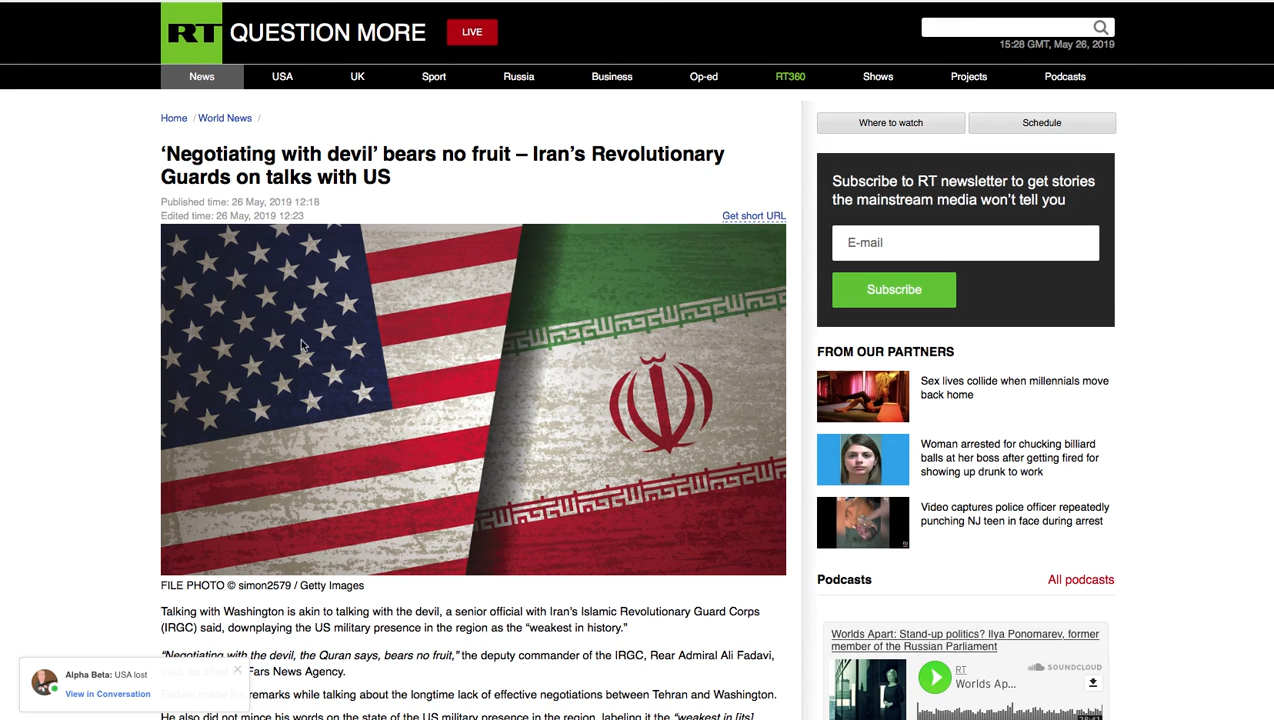 RT QUESTION MORE LIVE
15:28 GMT, May 26, 2019
News USA UK Sport Russia Business Op-ed RT360 Shows Projects Podcasts
Home / World News /
‘Negotiating with devil’ bears no fruit – Iran’s Revolutionary
Guards on talks with US
Published time: 26 May, 2019 12:18
Edited time: 26 May, 2019 12:23
Get short URL
FILE PHOTO © simon2579 / Getty Images
Talking with Washington is akin to talking with the devil, a senior official with Iran’s Islamic Revolutionary Guard Corps
(IRGC) said, downplaying the US military presence in the region as the “weakest in history.”
“Negotiating with the devil, the Quran says, bears no fruit,” the deputy commander of the IRGC, Rear Admiral Ali Fadavi,
said, as cited Fars News Agency.
Fadavi made his remarks while talking about the longtime lack of effective negotiations between Tehran and Washington.
He also did not mince his words on the state of the US military presence in the region, labeling it the “weakest in [its]
Alpha Beta: USA lost
View in Conversation
Where to watch
Schedule
Subscribe to RT newsletter to get stories
the mainstream media won’t tell you
E-mail
Subscribe
FROM OUR PARTNERS
Sex lives collide when millennials move
back home
Woman arrested for chucking billiard
balls at her boss after getting fired for
showing up drunk to work
Video captures police officer repeatedly
punching NJ teen in face during arrest
Podcasts
All podcasts
Worlds Apart: Stand-up politics? Ilya Ponomarev, former
member of the Russian Parliament
RT
Worlds Ap...
SOUNDCLOUD